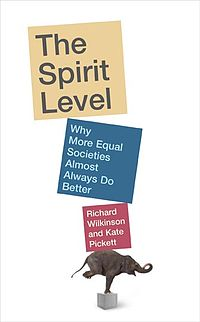 The
Spirit
Level
Why
More Equal
Societies
Almost
Always Do
Better
Richard
Wilkinson
and Kate
Pickett